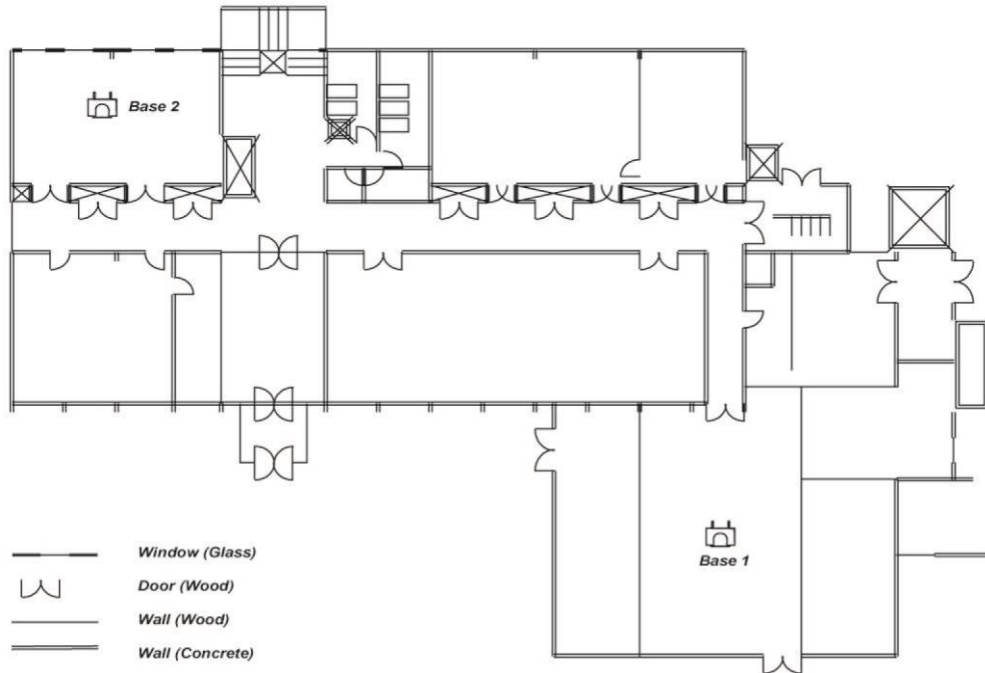 Base 2
Base 1
Window (Glass)
Door (Wood)
Wall (Wood)
Wall (Concrete)